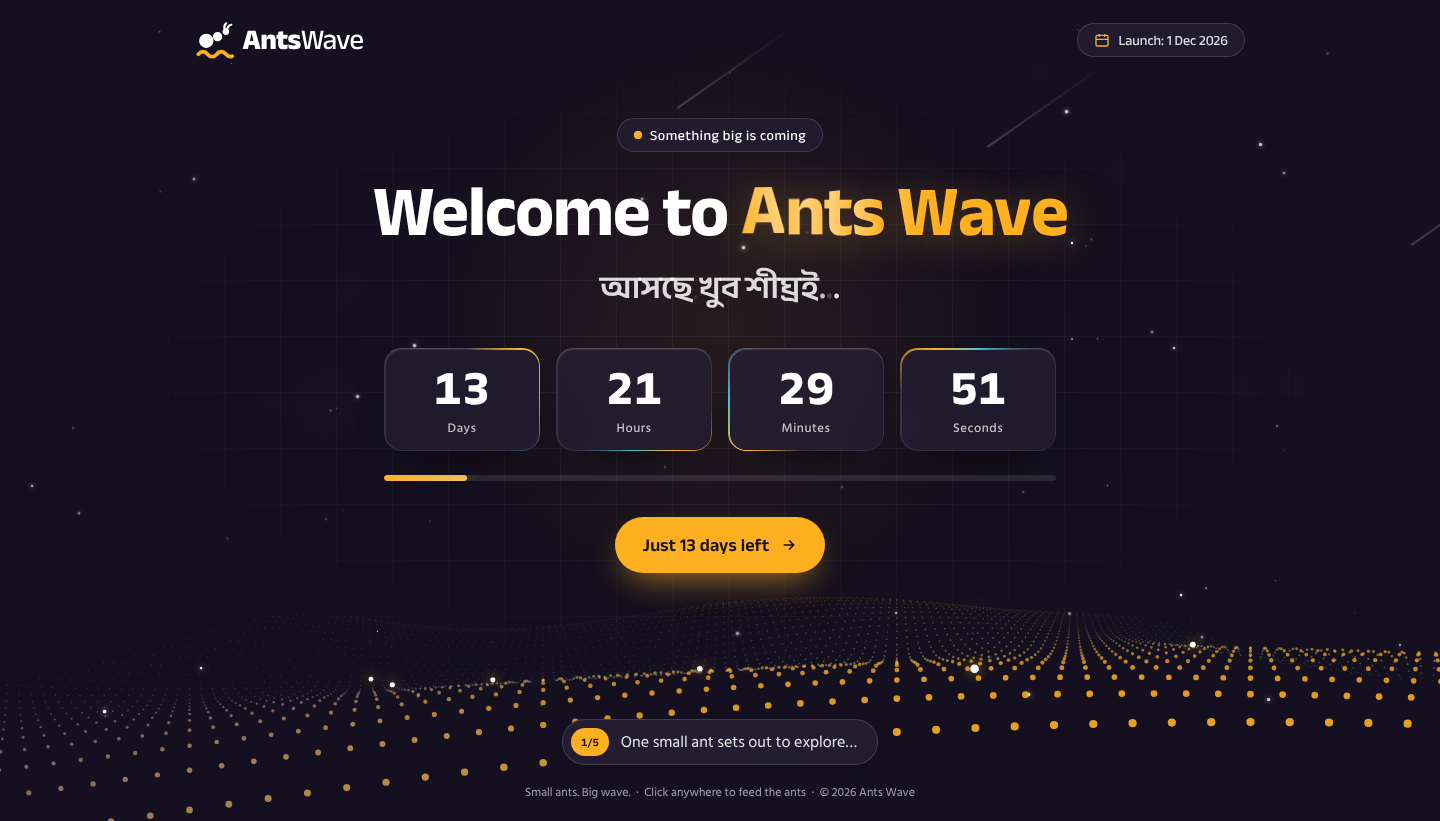 AntsWave
Launch: 1 Dec 2026
Something big is coming
Welcome to Ants Wave
আসছে খুব শীঘ্রই...
13 21 29 51
Days Hours Minutes Seconds
Just 13 days left →
1/5 One small ant sets out to explore...
Small ants. Big wave. · Click anywhere to feed the ants · © 2026 Ants Wave